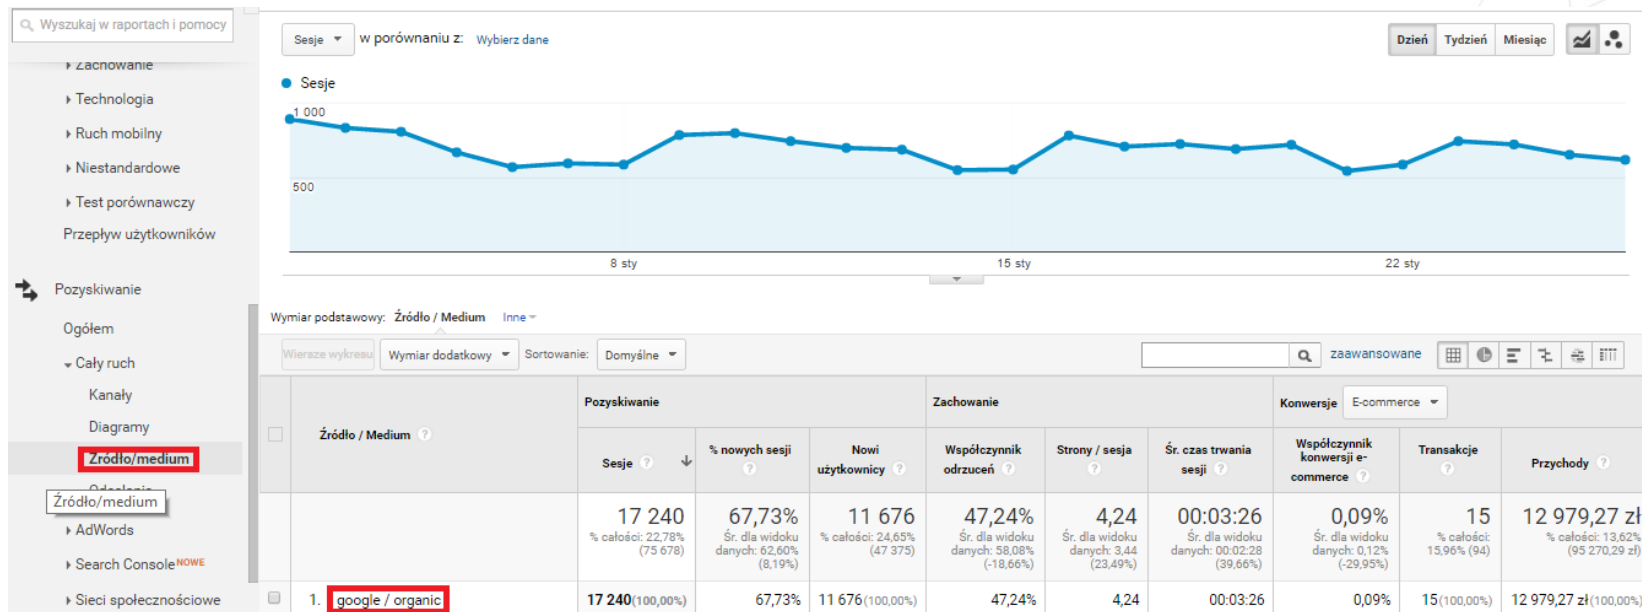 Wyszukaj w raportach i pomocy
Zachowanie
Technologia
Ruch mobilny
Niestandardowe
Test porównawczy
Przepływ użytkowników
Pozyskiwanie
Ogółem
Cały ruch
Kanały
Diagramy
Źródło/medium
Źródło/medium
AdWords
Search Console NOWE
Sieci społecznościowe
Sesje w porównaniu z: Wybierz dane
Dzień Tydzień Miesiąc
Sesje
1 000
500
8 sty 15 sty 22 sty
Wymiar podstawowy: Źródło / Medium Inne
Wiersze wykresu Wymiar dodatkowy Sortowanie: Domyślne zaawansowane
Pozyskiwanie Zachowanie Konwersje E-commerce
Źródło / Medium ?
Sesje ?
% nowych sesji ?
Nowi użytkownicy ?
Współczynnik odrzuceń ?
Strony / sesja ?
Śr. czas trwania sesji ?
Współczynnik konwersji e-commerce ?
Transakcje ?
Przychody ?
17 240 67,73% 11 676 47,24% 4,24 00:03:26 0,09% 15 12 979,27 zł
% całości: 22,78% (75 678)
Śr. dla widoku danych: 62,60% (8,19%)
% całości: 24,65% (47 375)
Śr. dla widoku danych: 58,08% (-18,66%)
Śr. dla widoku danych: 3,44 (23,49%)
Śr. dla widoku danych: 00:02:28 (39,66%)
Śr. dla widoku danych: 0,12% (-29,95%)
% całości: 15,96% (94)
% całości: 13,62% (95 270,29 zł)
1. google / organic 17 240(100,00%) 67,73% 11 676(100,00%) 47,24% 4,24 00:03:26 0,09% 15(100,00%) 12 979,27 zł(100,00%)